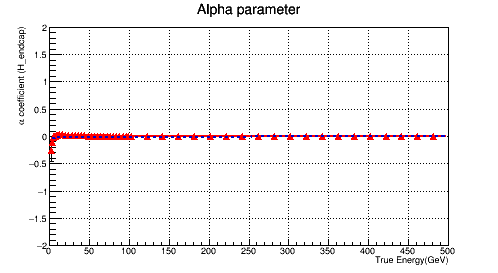 Alpha parameter
α coefficient (H_endcap)
2
1.5
1
0.5
0
−0.5
−1
−1.5
−2
0 50 100 150 200 250 300 350 400 450 500
True Energy(GeV)